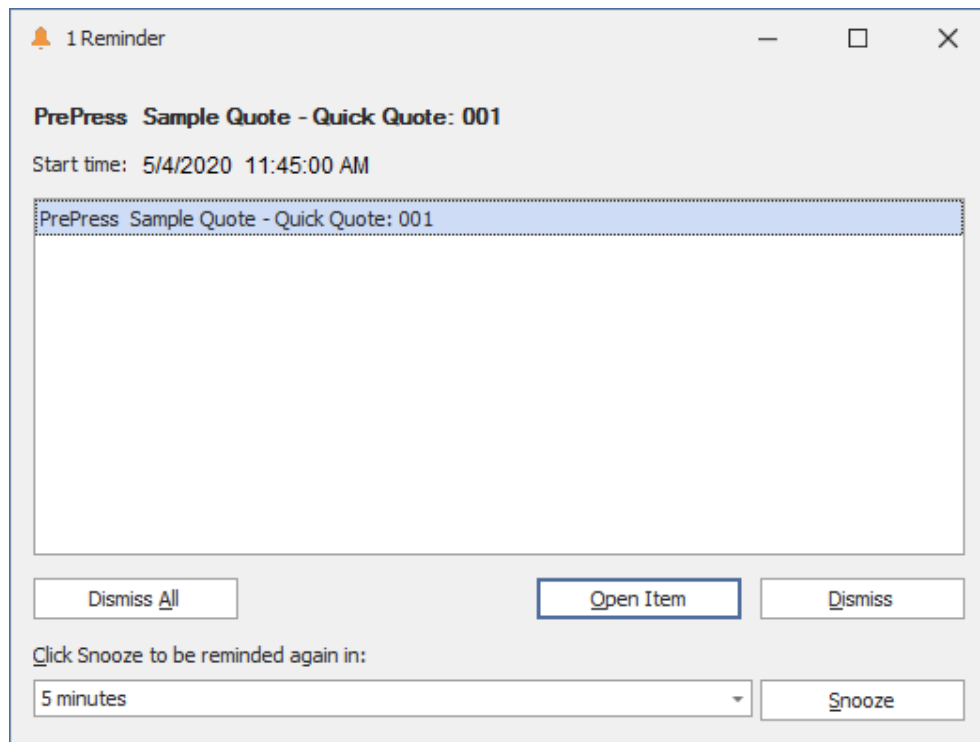 1 Reminder
PrePress  Sample Quote - Quick Quote: 001
Start time: 5/4/2020  11:45:00 AM
PrePress  Sample Quote - Quick Quote: 001
Dismiss All Open Item Dismiss
Click Snooze to be reminded again in:
5 minutes Snooze